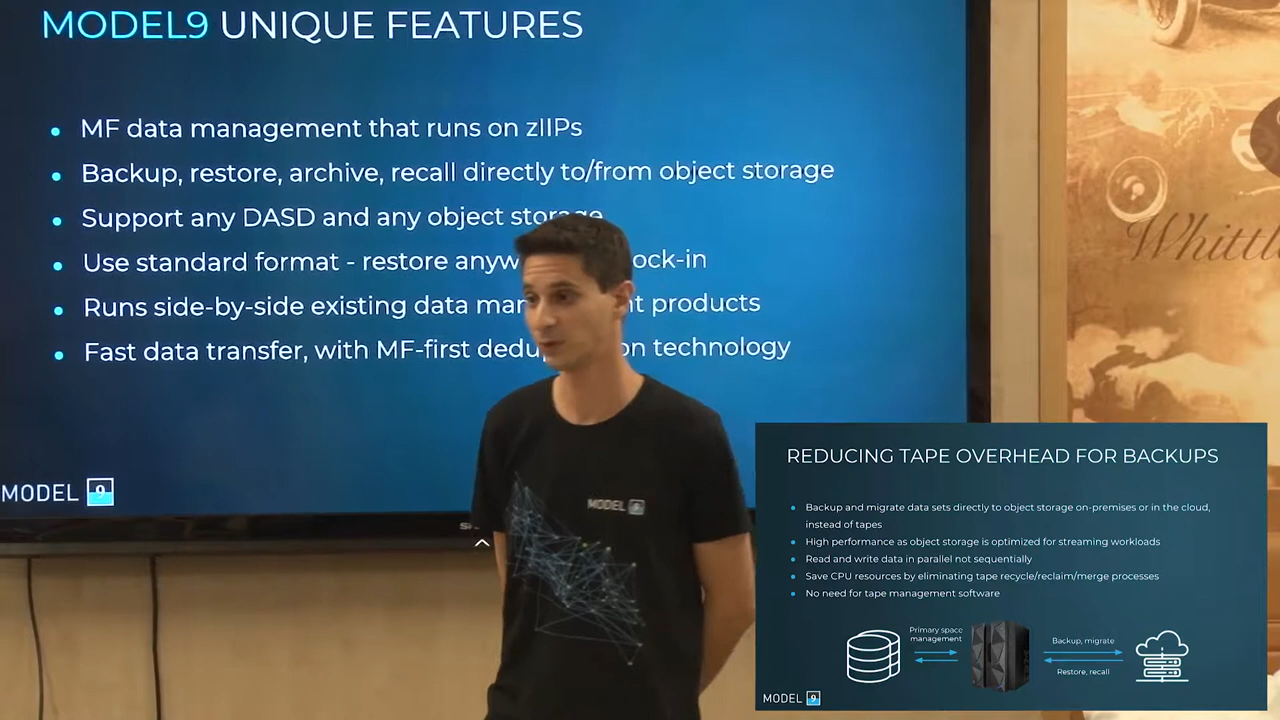 MODEL9 UNIQUE FEATURES
MF data management that runs on zIIPs
Backup, restore, archive, recall directly to/from object storage
Support any DASD and any object storage
Use standard format - restore
Runs side-by-side existing data products
Fast data transfer, with MF-first technology
MODEL 9
MODEL 9
REDUCING TAPE OVERHEAD FOR BACKUPS
Backup and migrate data sets directly to object storage on-premises or in the cloud,
instead of tapes
High performance as object storage is optimized for streaming workloads
Read and write data in parallel not sequentially
Save CPU resources by eliminating tape recycle/reclaim/merge processes
No need for tape management software
Primary space
management
Backup, migrate
Restore, recall
MODEL 9